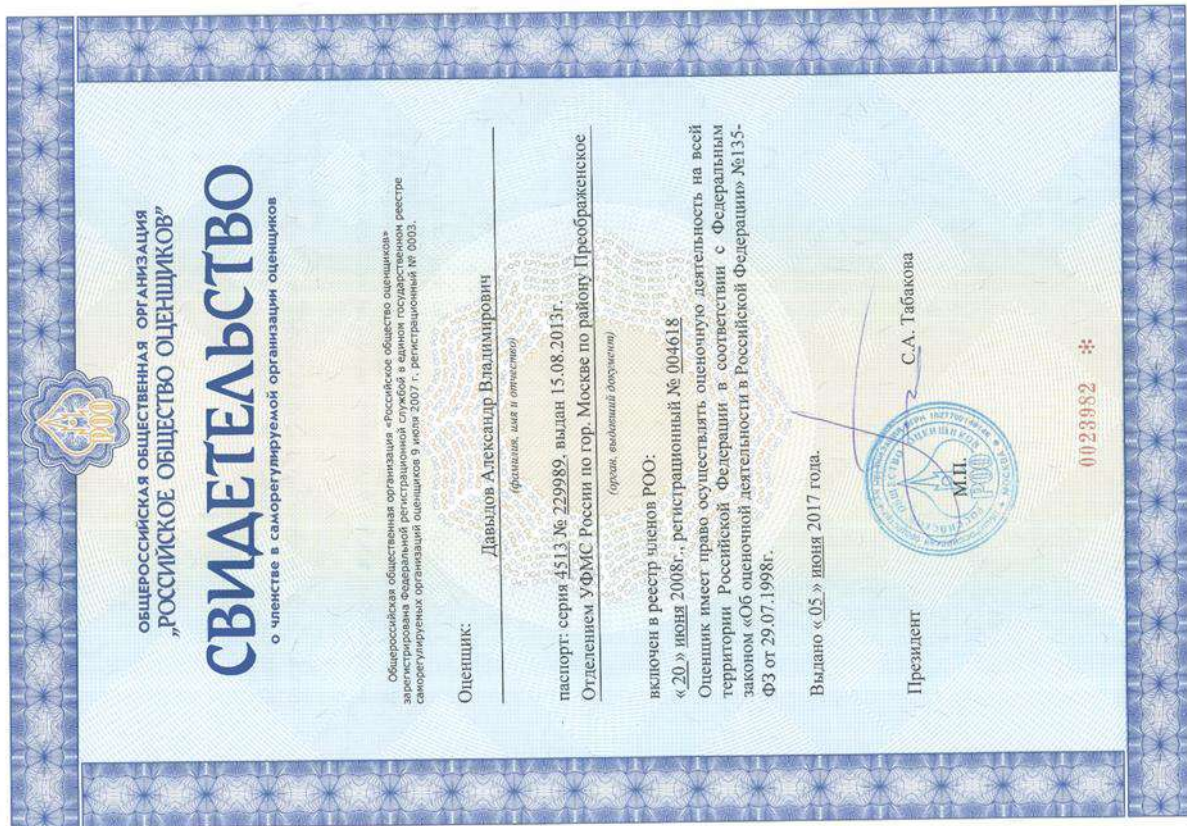 РОО
ОБЩЕРОССИЙСКАЯ ОБЩЕСТВЕННАЯ ОРГАНИЗАЦИЯ
„РОССИЙСКОЕ ОБЩЕСТВО ОЦЕНЩИКОВ”
СВИДЕТЕЛЬСТВО
о членстве в саморегулируемой организации оценщиков
Общероссийская общественная организация «Российское общество оценщиков»
зарегистрирована Федеральной регистрационной службой в едином государственном реестре
саморегулируемых организаций оценщиков 9 июля 2007 г. регистрационный № 0003.
Оценщик:
Давыдов Александр Владимирович
(фамилия, имя и отчество)
паспорт: серия 4513 № 229989, выдан 15.08.2013г.
Отделением УФМС России по гор. Москве по району Преображенское
(орган, выдавший документ)
включен в реестр членов РОО:
« 20 » июня 2008г., регистрационный № 004618
Оценщик имеет право осуществлять оценочную деятельность на всей
территории Российской Федерации в соответствии с Федеральным
законом «Об оценочной деятельности в Российской Федерации» №135-
ФЗ от 29.07.1998г.
Выдано « 05 » июня 2017 года.
Президент С.А. Табакова
М.П.
РОО
0023982 *